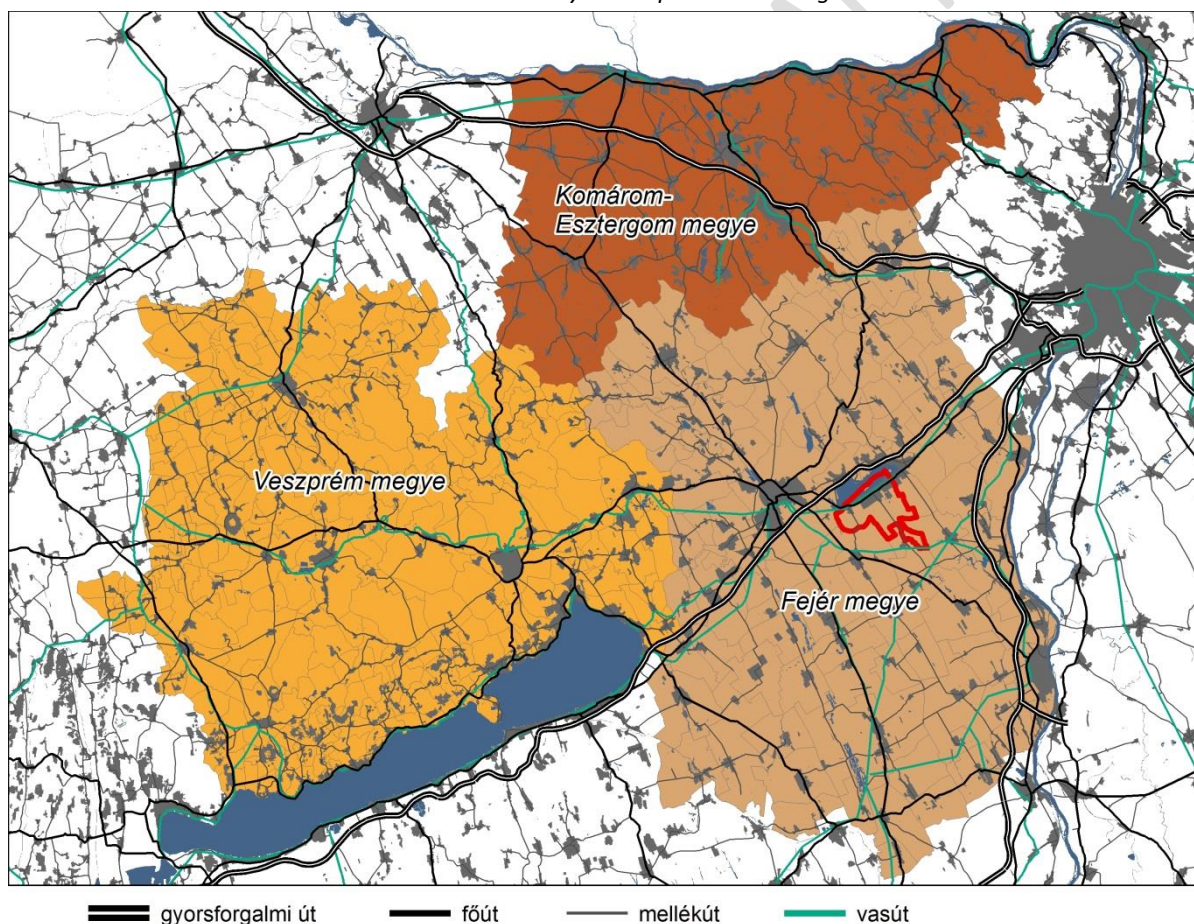 Komárom-
Esztergom megye
Veszprém megye
Fejér megye
gyorsforgalmi út
főút
mellékút
vasút